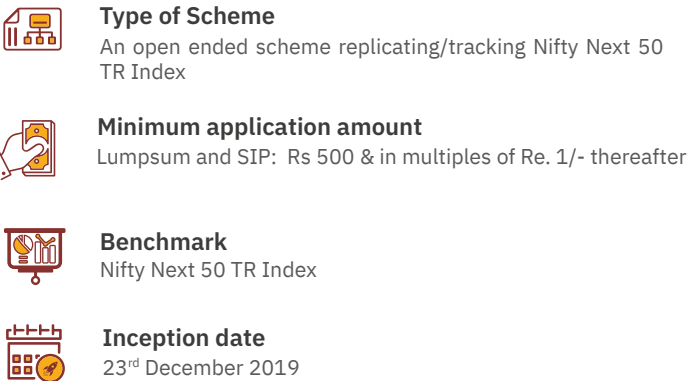 Type of Scheme
An open ended scheme replicating/tracking Nifty Next 50
TR Index
Minimum application amount
Lumpsum and SIP: Rs 500 & in multiples of Re. 1/- thereafter
Benchmark
Nifty Next 50 TR Index
Inception date
23rd December 2019